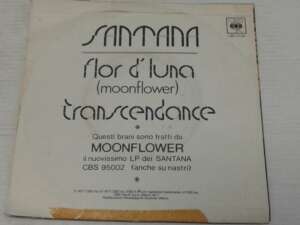 SANTANA
flor d'luna
(moonflower)
transcendance
Questi brani sono tratti da
MOONFLOWER
il nuovissimo LP dei SANTANA
CBS 95002 (anche su nastri)